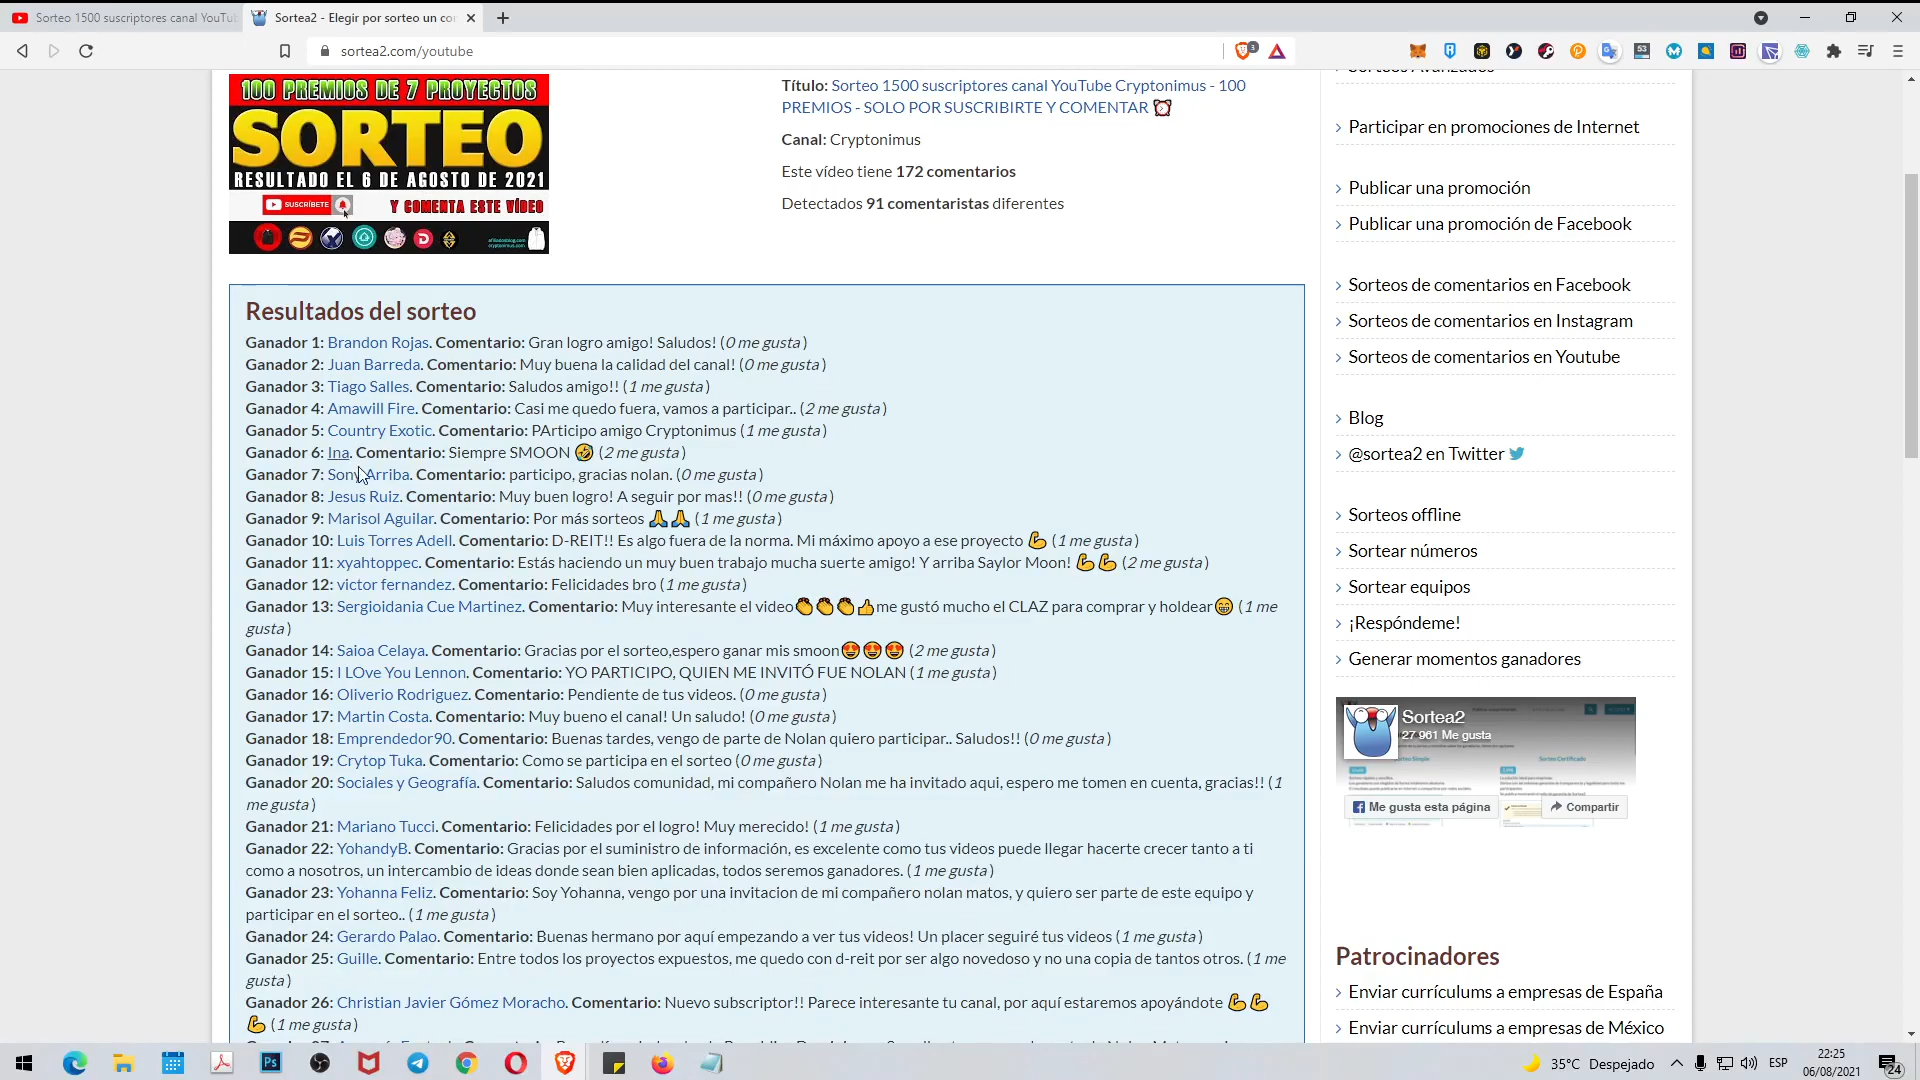 Sorteo 1500 suscriptores canal YouTub
Sortea2 - Elegir por sorteo un co
sortea2.com/youtube
3
53
100 PREMIOS DE 7 PROYECTOS
SORTEO
RESULTADO EL 6 DE AGOSTO DE 2021
SUSCRÍBETE
Y COMENTA ESTE VÍDEO
Título: Sorteo 1500 suscriptores canal YouTube Cryptonimus - 100
PREMIOS - SOLO POR SUSCRIBIRTE Y COMENTAR ⏰
Canal: Cryptonimus
Este vídeo tiene 172 comentarios
Detectados 91 comentaristas diferentes
Resultados del sorteo
Ganador 1: Brandon Rojas. Comentario: Gran logro amigo! Saludos! (0 me gusta)
Ganador 2: Juan Barreda. Comentario: Muy buena la calidad del canal! (0 me gusta)
Ganador 3: Tiago Salles. Comentario: Saludos amigo!! (1 me gusta)
Ganador 4: Amawill Fire. Comentario: Casi me quedo fuera, vamos a participar.. (2 me gusta)
Ganador 5: Country Exotic. Comentario: PArticipo amigo Cryptonimus (1 me gusta)
Ganador 6: Ina. Comentario: Siempre SMOON 🤣 (2 me gusta)
Ganador 7: Sony Arriba. Comentario: participo, gracias nolan. (0 me gusta)
Ganador 8: Jesus Ruiz. Comentario: Muy buen logro! A seguir por mas!! (0 me gusta)
Ganador 9: Marisol Aguilar. Comentario: Por más sorteos 🙏🙏 (1 me gusta)
Ganador 10: Luis Torres Adell. Comentario: D-REIT!! Es algo fuera de la norma. Mi máximo apoyo a ese proyecto 💪 (1 me gusta)
Ganador 11: xyahtoppec. Comentario: Estás haciendo un muy buen trabajo mucha suerte amigo! Y arriba Saylor Moon! 💪💪 (2 me gusta)
Ganador 12: victor fernandez. Comentario: Felicidades bro (1 me gusta)
Ganador 13: Sergioidania Cue Martinez. Comentario: Muy interesante el video👏👏👏👍me gustó mucho el CLAZ para comprar y holdear😁 (1 me
gusta)
Ganador 14: Saioa Celaya. Comentario: Gracias por el sorteo,espero ganar mis smoon😍😍😍 (2 me gusta)
Ganador 15: I LOve You Lennon. Comentario: YO PARTICIPO, QUIEN ME INVITÓ FUE NOLAN (1 me gusta)
Ganador 16: Oliverio Rodriguez. Comentario: Pendiente de tus videos. (0 me gusta)
Ganador 17: Martin Costa. Comentario: Muy bueno el canal! Un saludo! (0 me gusta)
Ganador 18: Emprendedor90. Comentario: Buenas tardes, vengo de parte de Nolan quiero participar.. Saludos!! (0 me gusta)
Ganador 19: Crytop Tuka. Comentario: Como se participa en el sorteo (0 me gusta)
Ganador 20: Sociales y Geografía. Comentario: Saludos comunidad, mi compañero Nolan me ha invitado aqui, espero me tomen en cuenta, gracias!! (1
me gusta)
Ganador 21: Mariano Tucci. Comentario: Felicidades por el logro! Muy merecido! (1 me gusta)
Ganador 22: YohandyB. Comentario: Gracias por el suministro de información, es excelente como tus videos puede llegar hacerte crecer tanto a ti
como a nosotros, un intercambio de ideas donde sean bien aplicadas, todos seremos ganadores. (1 me gusta)
Ganador 23: Yohanna Feliz. Comentario: Soy Yohanna, vengo por una invitacion de mi compañero nolan matos, y quiero ser parte de este equipo y
participar en el sorteo.. (1 me gusta)
Ganador 24: Gerardo Palao. Comentario: Buenas hermano por aquí empezando a ver tus videos! Un placer seguiré tus videos (1 me gusta)
Ganador 25: Guille. Comentario: Entre todos los proyectos expuestos, me quedo con d-reit por ser algo novedoso y no una copia de tantos otros. (1 me
gusta)
Ganador 26: Christian Javier Gómez Moracho. Comentario: Nuevo subscriptor!! Parece interesante tu canal, por aquí estaremos apoyándote 💪💪
💪 (1 me gusta)
Sorteos Avanzados
Participar en promociones de Internet
Publicar una promoción
Publicar una promoción de Facebook
Sorteos de comentarios en Facebook
Sorteos de comentarios en Instagram
Sorteos de comentarios en Youtube
Blog
@sortea2 en Twitter
Sorteos offline
Sortear números
Sortear equipos
¡Respóndeme!
Generar momentos ganadores
Sortea2
27 961 Me gusta
Me gusta esta página
Compartir
Patrocinadores
Enviar currículums a empresas de España
Enviar currículums a empresas de México
35°C Despejado
ESP
22:25
06/08/2021
24